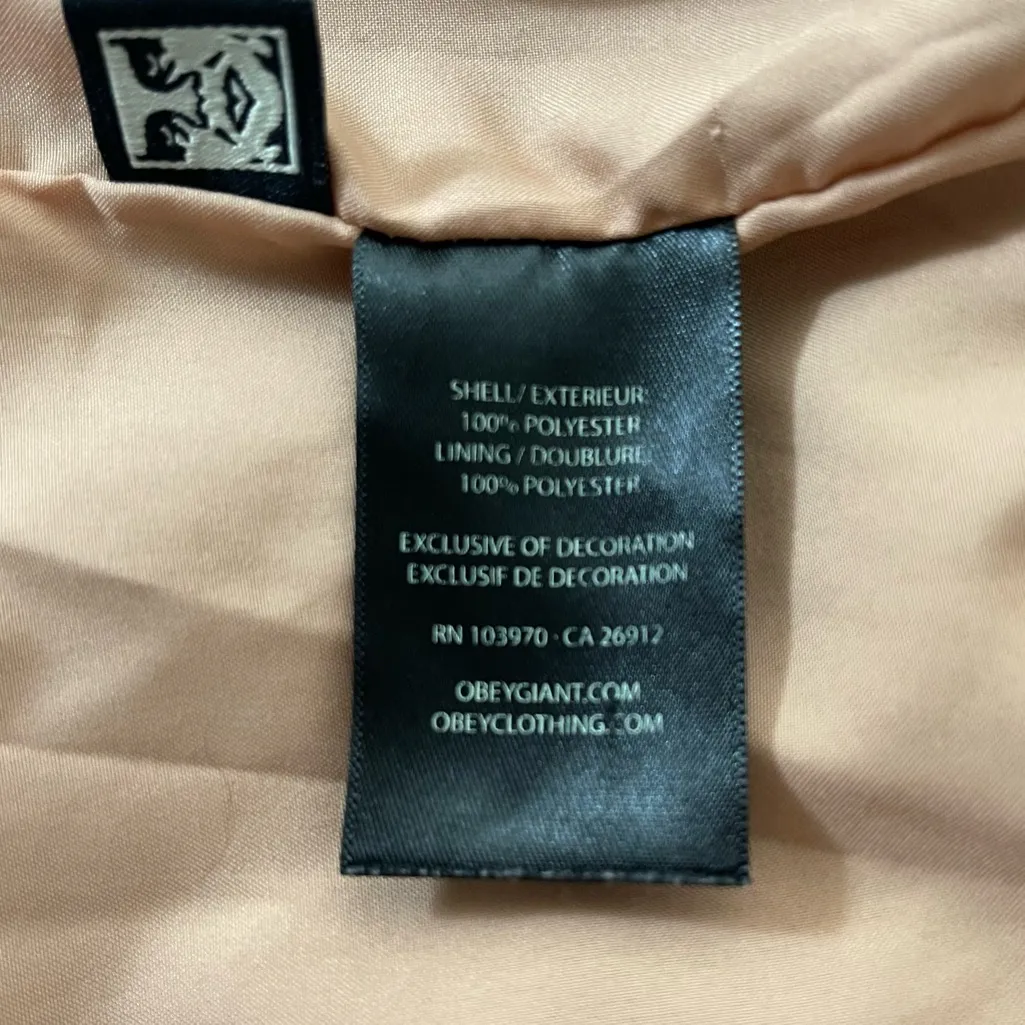 SHELL/ EXTERIEUR:
100% POLYESTER
LINING / DOUBLURE:
100% POLYESTER
EXCLUSIVE OF DECORATION
EXCLUSIF DE DECORATION
RN 103970 · CA 26912
OBEYGIANT.COM
OBEYCLOTHING.COM